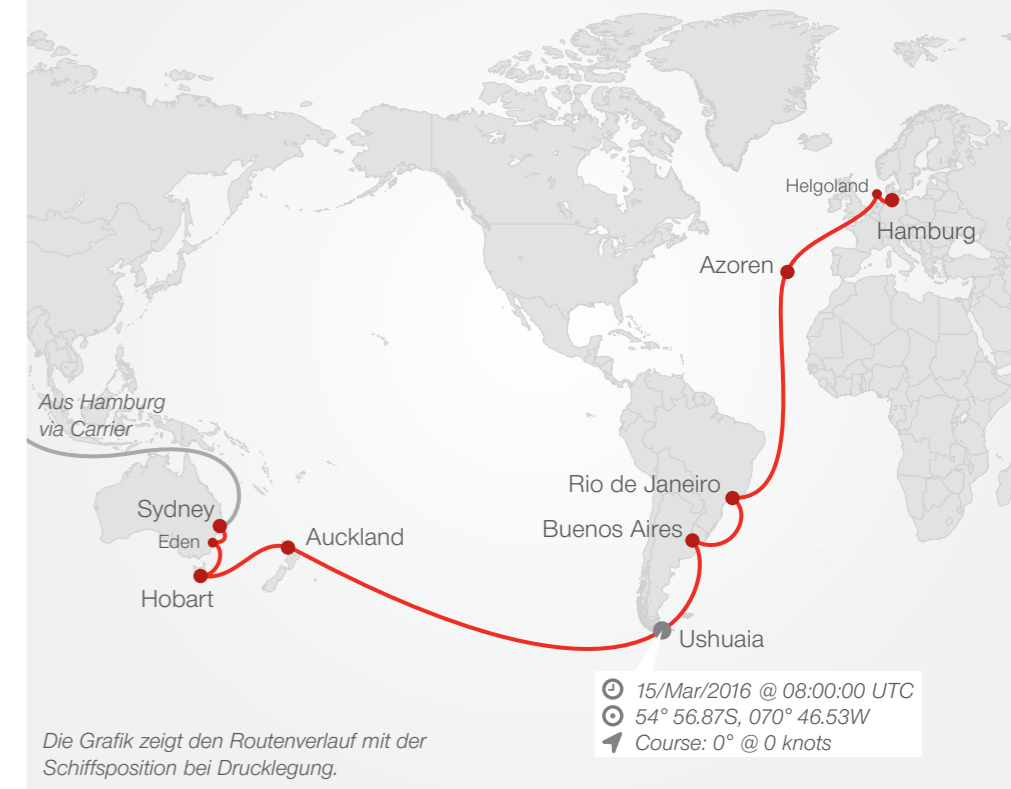 Helgoland
Hamburg
Azoren
Aus Hamburg
via Carrier
Rio de Janeiro
Sydney
Buenos Aires
Eden
Auckland
Hobart
Ushuaia
15/Mar/2016 @ 08:00:00 UTC
54° 56.87S, 070° 46.53W
Course: 0° @ 0 knots
Die Grafik zeigt den Routenverlauf mit der
Schiffsposition bei Drucklegung.